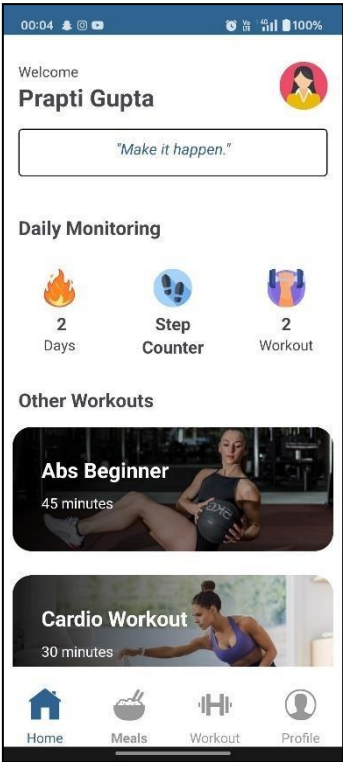 00:04 4G 100%
Welcome
Prapti Gupta
"Make it happen."
Daily Monitoring
2 Step 2
Days Counter Workout
Other Workouts
Abs Beginner
45 minutes
Cardio Workout
30 minutes
Home Meals Workout Profile